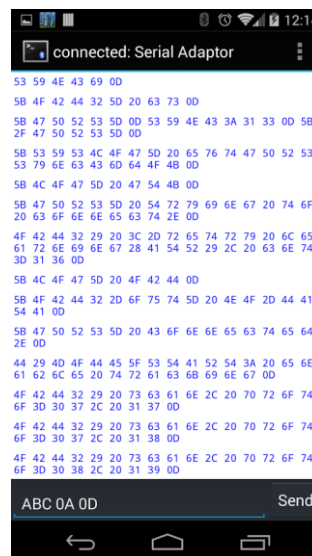 12:14
connected: Serial Adaptor
53 59 4E 43 69 0D
5B 4F 42 44 32 5D 20 63 73 0D
5B 47 50 52 53 5D 0D 53 59 4E 43 3A 31 33 0D 5B
2F 47 50 52 53 5D 0D
5B 53 59 53 4C 4F 47 5D 20 65 76 74 47 50 52 53
53 79 6E 63 43 6D 64 4F 4B 0D
5B 4C 4F 47 5D 20 47 54 4B 0D
5B 47 50 52 53 5D 20 54 72 79 69 6E 67 20 74 6F
20 63 6F 6E 6E 65 63 74 2E 0D
4F 42 44 32 29 20 3C 2D 72 65 74 72 79 20 6C 65
61 72 6E 69 6E 67 28 41 54 52 29 2C 20 63 6E 74
3D 31 36 0D
5B 4C 4F 47 5D 20 4F 42 44 0D
5B 4F 42 44 32 2D 6F 75 74 5D 20 4E 4F 2D 44 41
54 41 0D
5B 47 50 52 53 5D 20 43 6F 6E 6E 65 63 74 65 64
2E 0D
44 29 4D 4F 44 45 5F 53 54 41 52 54 3A 20 65 6E
61 62 6C 65 20 74 72 61 63 6B 69 6E 67 0D
4F 42 44 32 29 20 73 63 61 6E 2C 20 70 72 6F 74
6F 3D 30 37 2C 20 31 37 0D
4F 42 44 32 29 20 73 63 61 6E 2C 20 70 72 6F 74
6F 3D 30 37 2C 20 31 38 0D
4F 42 44 32 29 20 73 63 61 6E 2C 20 70 72 6F 74
6F 3D 30 38 2C 20 31 39 0D
ABC 0A 0D
Send